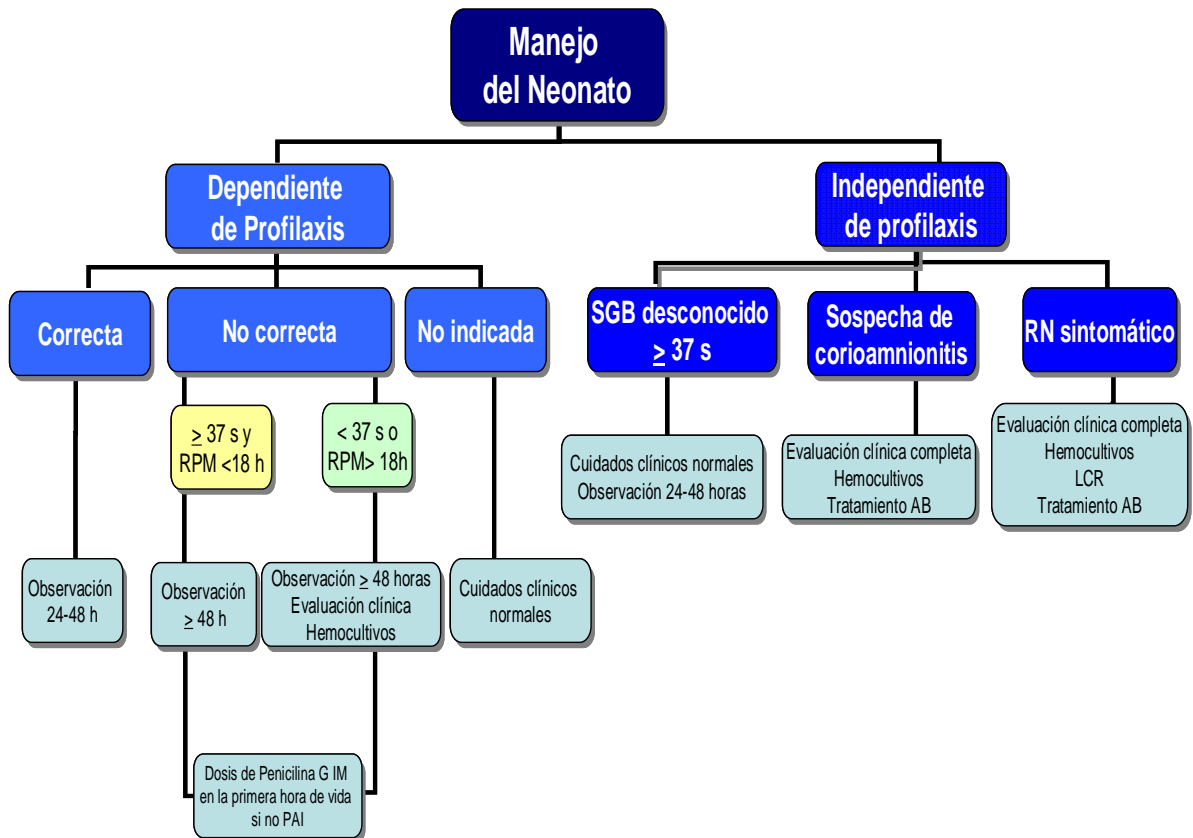 Manejo
del Neonato
Dependiente
de Profilaxis
Independiente
de profilaxis
Correcta
No correcta
No indicada
SGB desconocido
≥ 37 s
Sospecha de
corioamnionitis
RN sintomático
≥ 37 s y
RPM <18 h
< 37 s o
RPM> 18h
Cuidados clínicos normales
Observación 24-48 horas
Evaluación clínica completa
Hemocultivos
Tratamiento AB
Evaluación clínica completa
Hemocultivos
LCR
Tratamiento AB
Observación
24-48 h
Observación
≥ 48 h
Observación ≥ 48 horas
Evaluación clínica
Hemocultivos
Cuidados clínicos
normales
Dosis de Penicilina G IM
en la primera hora de vida
si no PAI